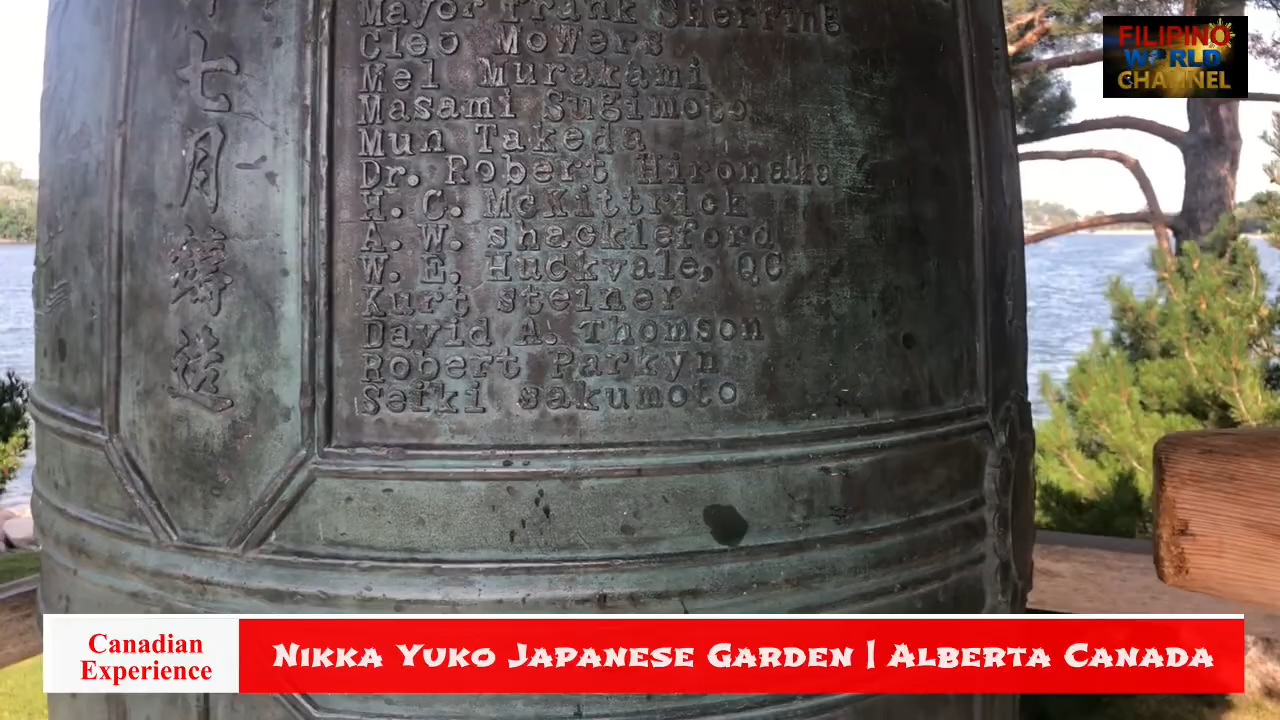 七月鋳造
Mayor Frank Sherring
Cleo Mowers
Mel Murakami
Masami Sugimoto
Mun Takeda
Dr. Robert Hironaka
H. C. McKittrick
A. W. Shackleford
W. E. Huckvale, QC
Kurt Steiner
David A. Thomson
Robert Parkyn
Seiki Sakumoto
FILIPINO
WORLD
CHANNEL
Canadian
Experience
Nikka Yuko Japanese Garden | Alberta Canada